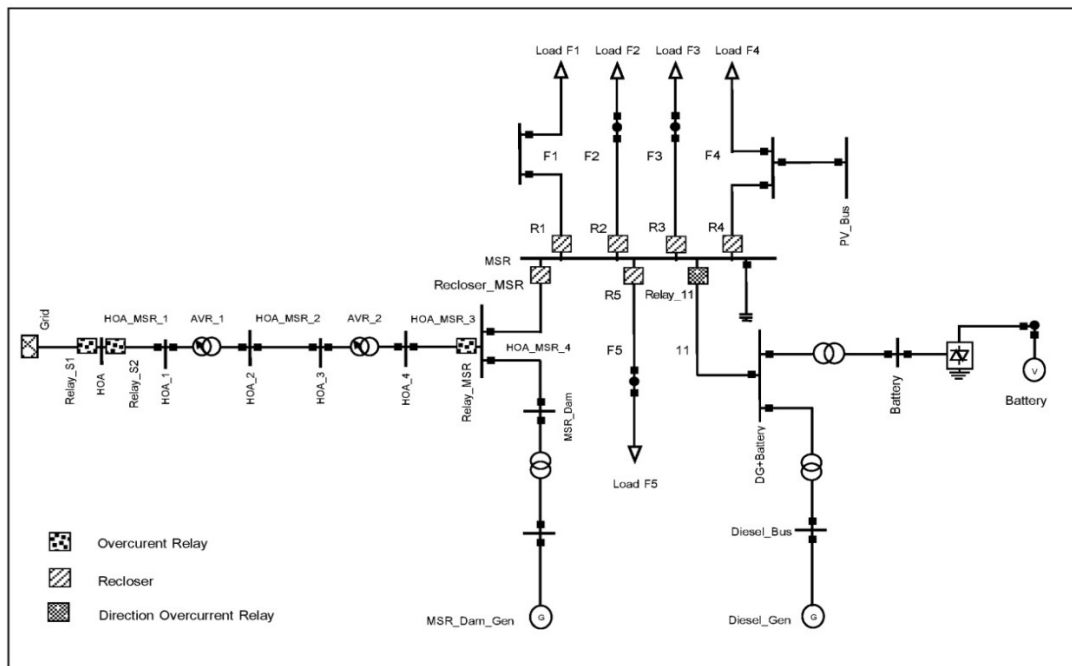 Load F1
Load F2
Load F3
Load F4
F1
F2
F3
F4
PV_Bus
R1
R2
R3
R4
MSR
Recloser_MSR
R5
Relay_11
Grid
HOA_MSR_1
AVR_1
HOA_MSR_2
AVR_2
HOA_MSR_3
HOA_MSR_4
F5
11
Relay_S1
HOA
Relay_S2
HOA_1
HOA_2
HOA_3
HOA_4
Relay_MSR
MSR_Dam
DG+Battery
Battery
V
Battery
Load F5
Diesel_Bus
Overcurent Relay
Recloser
Direction Overcurrent Relay
MSR_Dam_Gen
G
Diesel_Gen
G